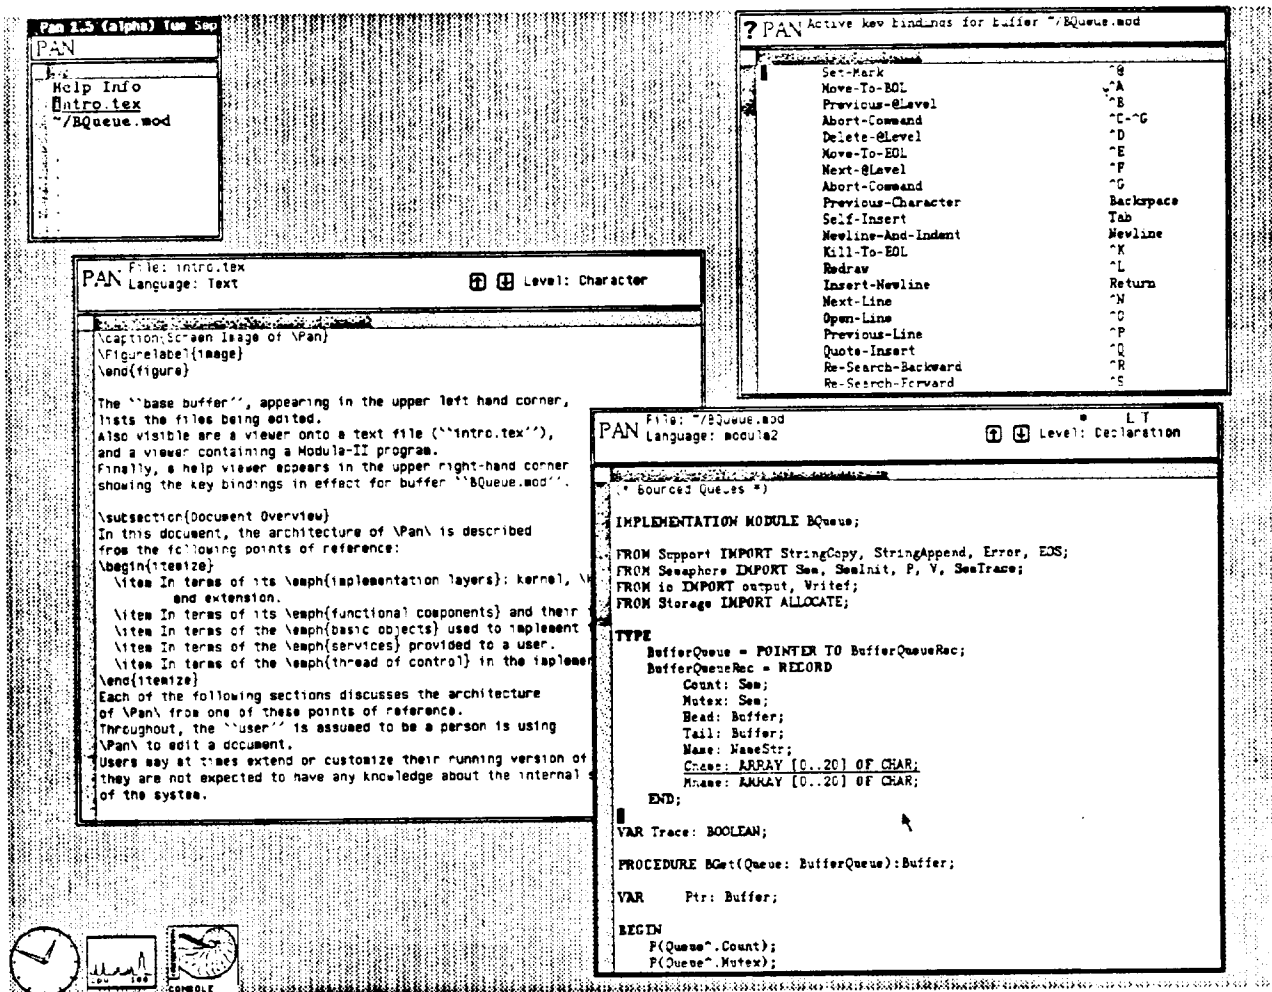 Pan 1.5 (alpha) Tue Sep
PAN
Help Info
intro.tex
~/BQueue.mod
? PAN Active key bindings for buffer ~/BQueue.mod
Set-Mark ^@
Move-To-BOL ^A
Previous-@Level ^B
Abort-Command ^C-^G
Delete-@Level ^D
Move-To-EOL ^E
Next-@Level ^F
Abort-Command ^G
Previous-Character Backspace
Self-Insert Tab
Newline-And-Indent Newline
Kill-To-EOL ^K
Redraw ^L
Insert-Newline Return
Next-Line ^N
Open-Line ^O
Previous-Line ^P
Quote-Insert ^Q
Re-Search-Backward ^R
Re-Search-Forward ^S
PAN File: intro.tex
Language: Text
Level: Character
\caption{Screen Image of \Pan}
\Figurelabel{image}
\end{figure}
The ``base buffer´´, appearing in the upper left hand corner,
lists the files being edited.
Also visible are a viewer onto a text file (``intro.tex´´),
and a viewer containing a Modula-II program.
Finally, a help viewer appears in the upper right-hand corner
showing the key bindings in effect for buffer ``BQueue.mod´´.
\subsection{Document Overview}
In this document, the architecture of \Pan\ is described
from the following points of reference:
\begin{itemize}
\item In terms of its \emph{implementation layers}: kernel,
and extension.
\item In terms of its \emph{functional components} and their
\item In terms of the \emph{basic objects} used to implement
\item In terms of the \emph{services} provided to a user.
\item In terms of the \emph{thread of control} in the implemen
\end{itemize}
Each of the following sections discusses the architecture
of \Pan\ from one of these points of reference.
Throughout, the ``user´´ is assumed to be a person is using
\Pan\ to edit a document.
Users may at times extend or customize their running version of
they are not expected to have any knowledge about the internal s
of the system.
PAN File: ~/BQueue.mod
* L T
Language: modula2
Level: Declaration
(* Bounded Queues *)
IMPLEMENTATION MODULE BQueue;
FROM Support IMPORT StringCopy, StringAppend, Error, EOS;
FROM Semaphore IMPORT Sem, SemInit, P, V, SemTrace;
FROM io IMPORT output, Writef;
FROM Storage IMPORT ALLOCATE;
TYPE
BufferQueue = POINTER TO BufferQueueRec;
BufferQueueRec = RECORD
Count: Sem;
Mutex: Sem;
Head: Buffer;
Tail: Buffer;
Name: NameStr;
Cname: ARRAY [0..20] OF CHAR;
Mname: ARRAY [0..20] OF CHAR;
END;
VAR Trace: BOOLEAN;
PROCEDURE BGet(Queue: BufferQueue):Buffer;
VAR Ptr: Buffer;
BEGIN
P(Queue^.Count);
P(Queue^.Mutex);
CONSOLE